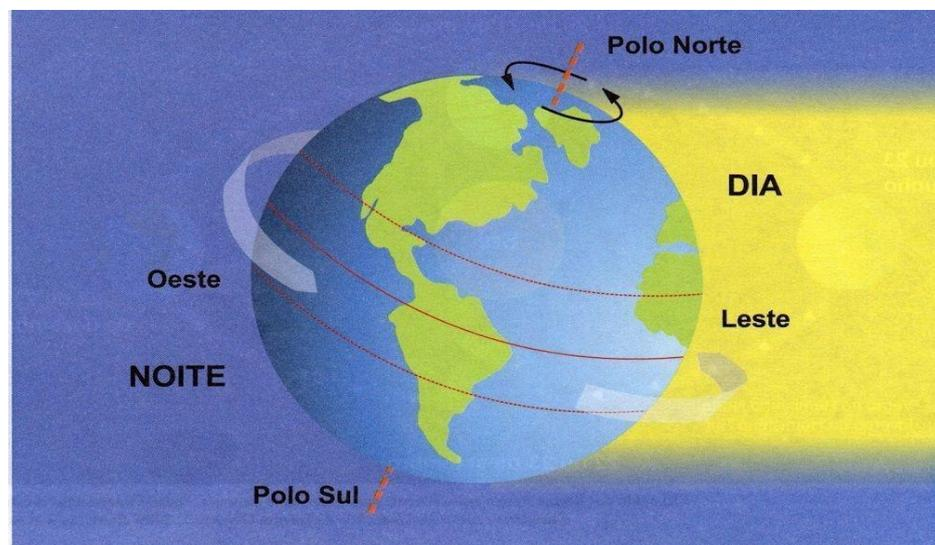 Polo Norte
DIA
Oeste
Leste
NOITE
Polo Sul